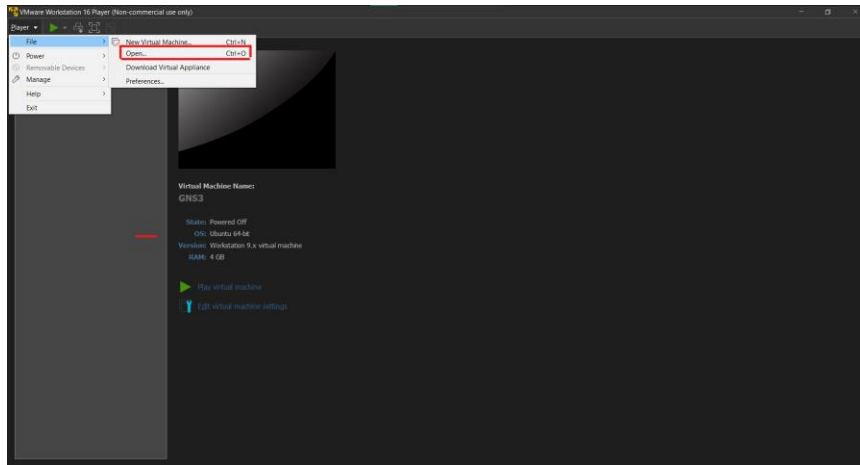 VMware Workstation 16 Player (Non-commercial use only)
Player
File
New Virtual Machine... Ctrl+N
Open... Ctrl+O
Power
Removable Devices
Download Virtual Appliance
Manage
Preferences...
Help
Exit
Virtual Machine Name:
GNS3
State: Powered Off
OS: Ubuntu 64-bit
Version: Workstation 9.x virtual machine
RAM: 4 GB
Play virtual machine
Edit virtual machine settings